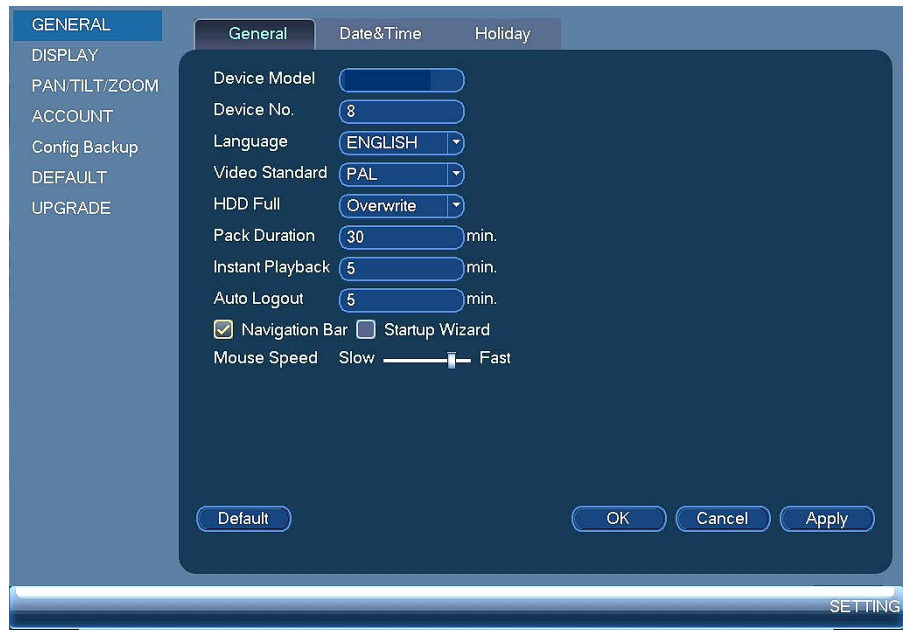 GENERAL
DISPLAY
PAN/TILT/ZOOM
ACCOUNT
Config Backup
DEFAULT
UPGRADE
General Date&Time Holiday
Device Model
Device No. 8
Language ENGLISH
Video Standard PAL
HDD Full Overwrite
Pack Duration 30 min.
Instant Playback 5 min.
Auto Logout 5 min.
Navigation Bar Startup Wizard
Mouse Speed Slow Fast
Default OK Cancel Apply
SETTING